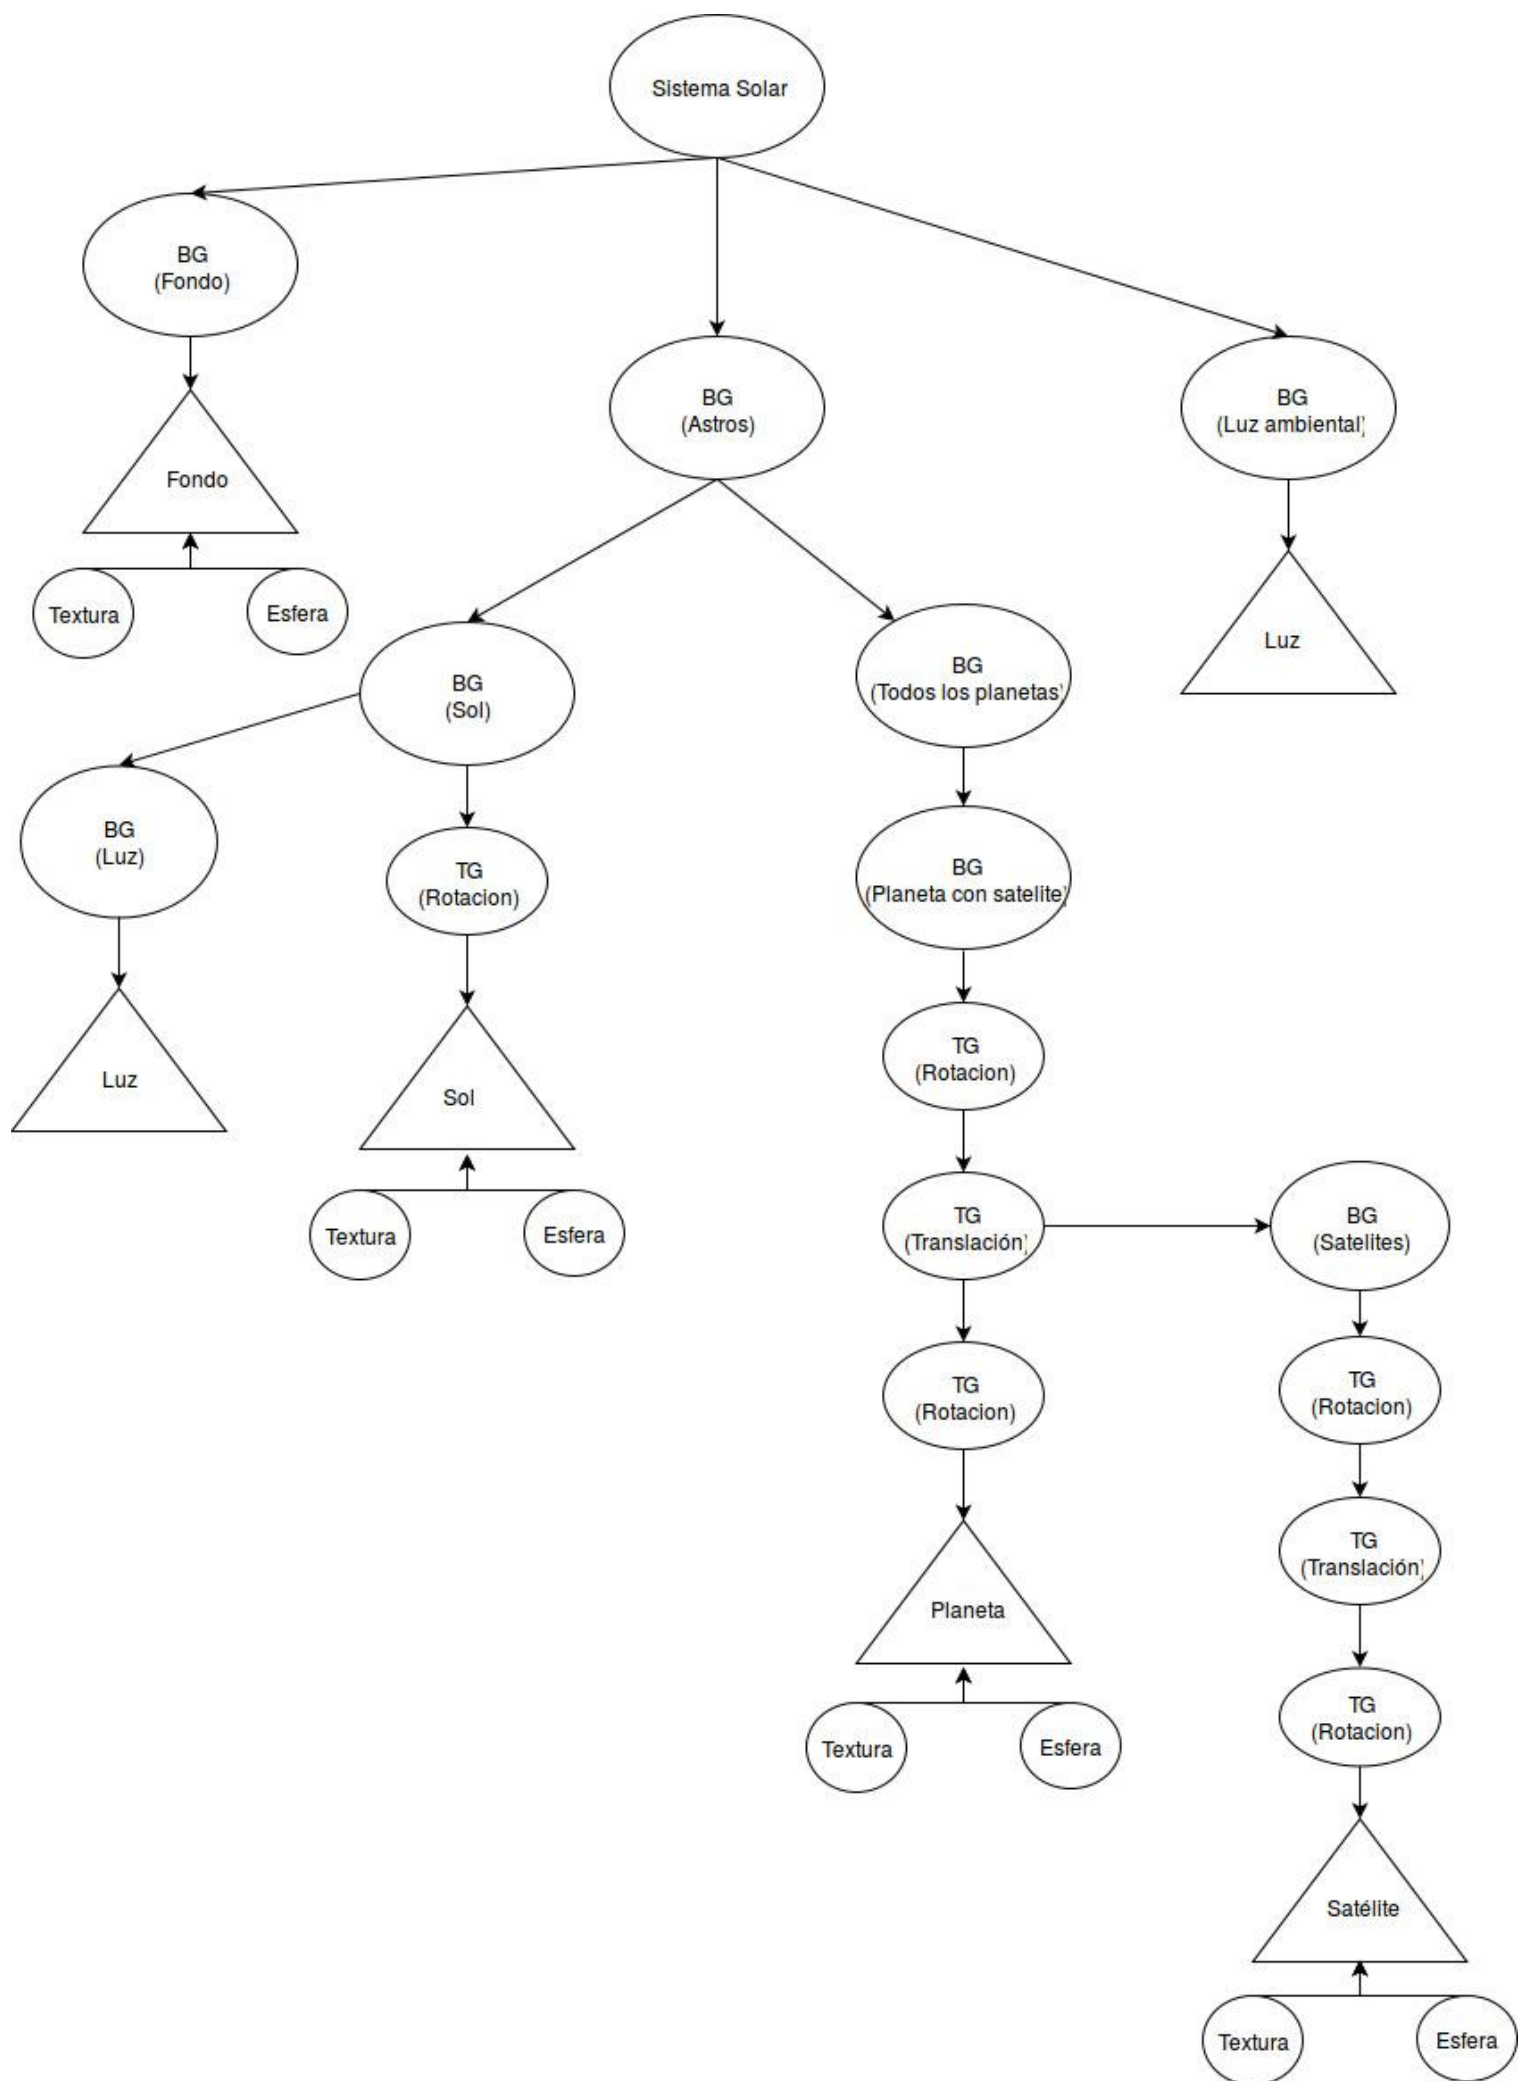 Sistema Solar
BG
(Fondo)
BG
(Astros)
BG
(Luz ambiental)
Fondo
Textura
Esfera
Luz
BG
(Sol)
BG
(Todos los planetas)
BG
(Luz)
TG
(Rotacion)
BG
(Planeta con satelite)
Luz
Sol
TG
(Rotacion)
Textura
Esfera
TG
(Translación)
BG
(Satelites)
TG
(Rotacion)
TG
(Rotacion)
TG
(Translación)
Planeta
Textura
Esfera
TG
(Rotacion)
Satélite
Textura
Esfera